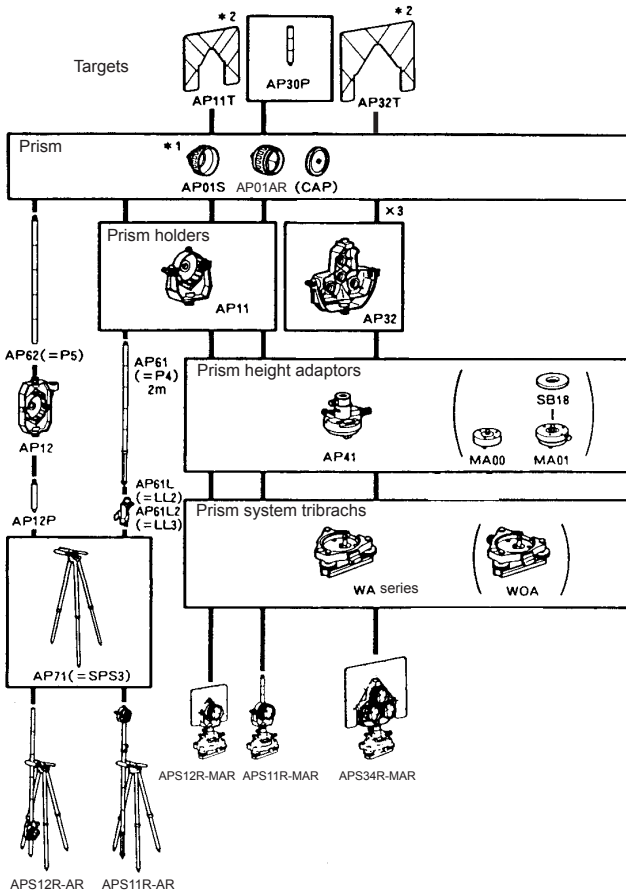 *2
*2
Targets
AP11T
AP30P
AP32T
Prism
*1
AP01S AP01AR (CAP)
×3
Prism holders
AP11
AP32
AP62(=P5)
AP61
(=P4)
2m
Prism height adaptors
SB18
AP12
AP41
MA00
MA01
AP61L
(=LL2)
AP61L2
(=LL3)
AP12P
Prism system tribrachs
WA series
WOA
AP71(=SPS3)
APS12R-MAR APS11R-MAR APS34R-MAR
APS12R-AR APS11R-AR